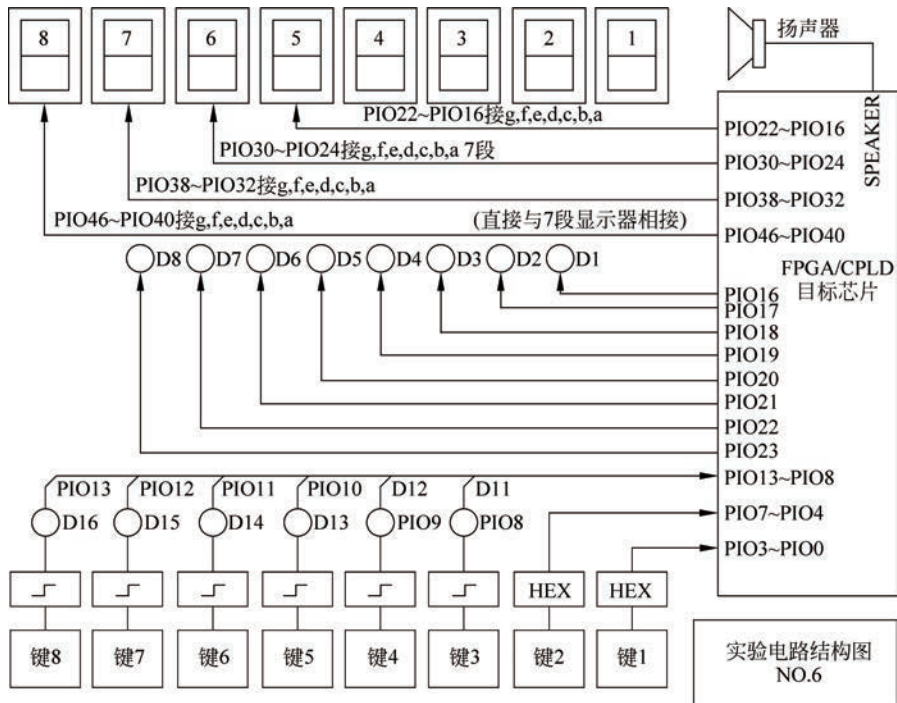 8 7 6 5 4 3 2 1
扬声器
SPEAKER
PIO22~PIO16接g,f,e,d,c,b,a
PIO22~PIO16
PIO30~PIO24接g,f,e,d,c,b,a 7段
PIO30~PIO24
PIO38~PIO32接g,f,e,d,c,b,a
PIO38~PIO32
PIO46~PIO40接g,f,e,d,c,b,a
(直接与7段显示器相接)
PIO46~PIO40
D8 D7 D6 D5 D4 D3 D2 D1
FPGA/CPLD
目标芯片
PIO16
PIO17
PIO18
PIO19
PIO20
PIO21
PIO22
PIO23
PIO13~PIO8
PIO13 PIO12 PIO11 PIO10 D12 D11
D16 D15 D14 D13 PIO9 PIO8
PIO7~PIO4
PIO3~PIO0
HEX HEX
键8 键7 键6 键5 键4 键3 键2 键1
实验电路结构图
NO.6